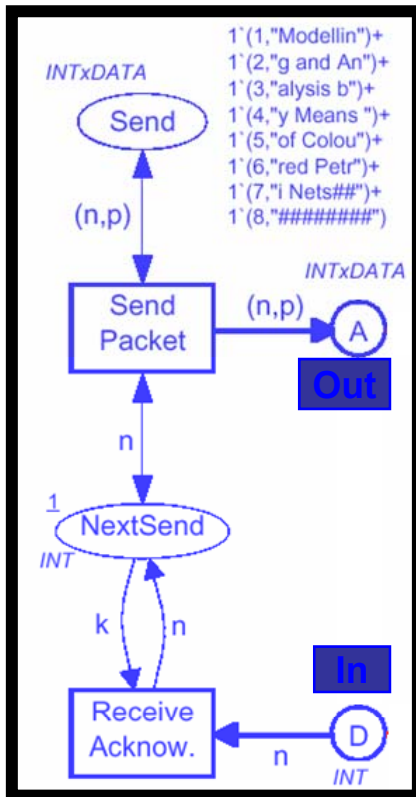 INTxDATA
Send
1`(1,"Modellin")+
1`(2,"g and An")+
1`(3,"alysis b")+
1`(4,"y Means ")+
1`(5,"of Colou")+
1`(6,"red Petr")+
1`(7,"i Nets##")+
1`(8,"########")
(n,p)
INTxDATA
Send
Packet
(n,p)
A
Out
n
1
NextSend
INT
k
n
In
Receive
Acknow.
n
D
INT